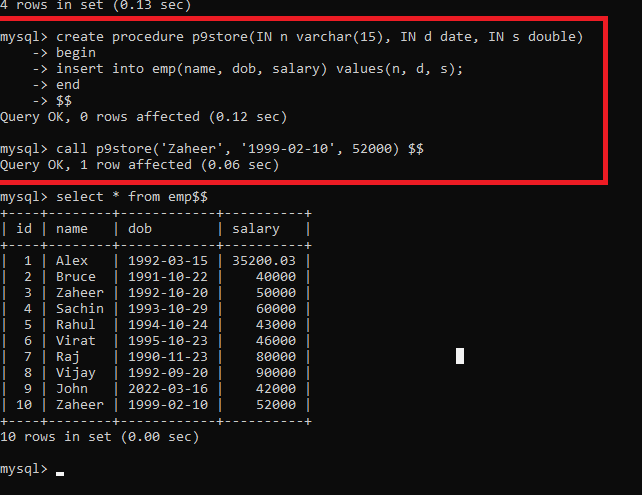 4 rows in set (0.13 sec)
mysql> create procedure p9store(IN n varchar(15), IN d date, IN s double)
    -> begin
    -> insert into emp(name, dob, salary) values(n, d, s);
    -> end
    -> $$
Query OK, 0 rows affected (0.12 sec)
mysql> call p9store('Zaheer', '1999-02-10', 52000) $$
Query OK, 1 row affected (0.06 sec)
mysql> select * from emp$$
+----+--------+------------+----------+
| id | name   | dob        | salary   |
+----+--------+------------+----------+
|  1 | Alex   | 1992-03-15 | 35200.03 |
|  2 | Bruce  | 1991-10-22 |    40000 |
|  3 | Zaheer | 1992-10-20 |    50000 |
|  4 | Sachin | 1993-10-29 |    60000 |
|  5 | Rahul  | 1994-10-24 |    43000 |
|  6 | Virat  | 1995-10-23 |    46000 |
|  7 | Raj    | 1990-11-23 |    80000 |
|  8 | Vijay  | 1992-09-20 |    90000 |
|  9 | John   | 2022-03-16 |    42000 |
| 10 | Zaheer | 1999-02-10 |    52000 |
+----+--------+------------+----------+
10 rows in set (0.00 sec)
mysql> _